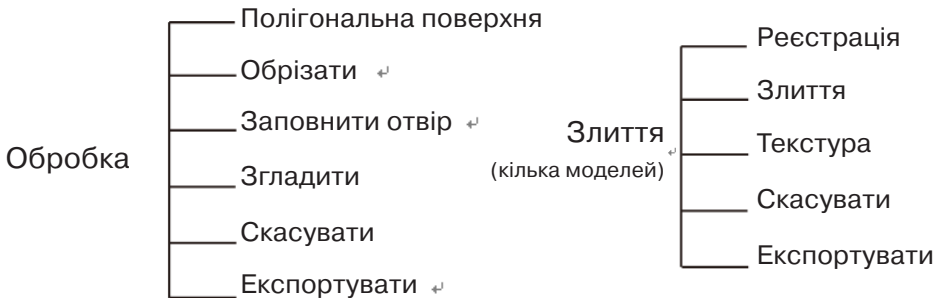 Обробка
Полігональна поверхня
Обрізати
Заповнити отвір
Згладити
Скасувати
Експортувати
Злиття
(кілька моделей)
Реєстрація
Злиття
Текстура
Скасувати
Експортувати